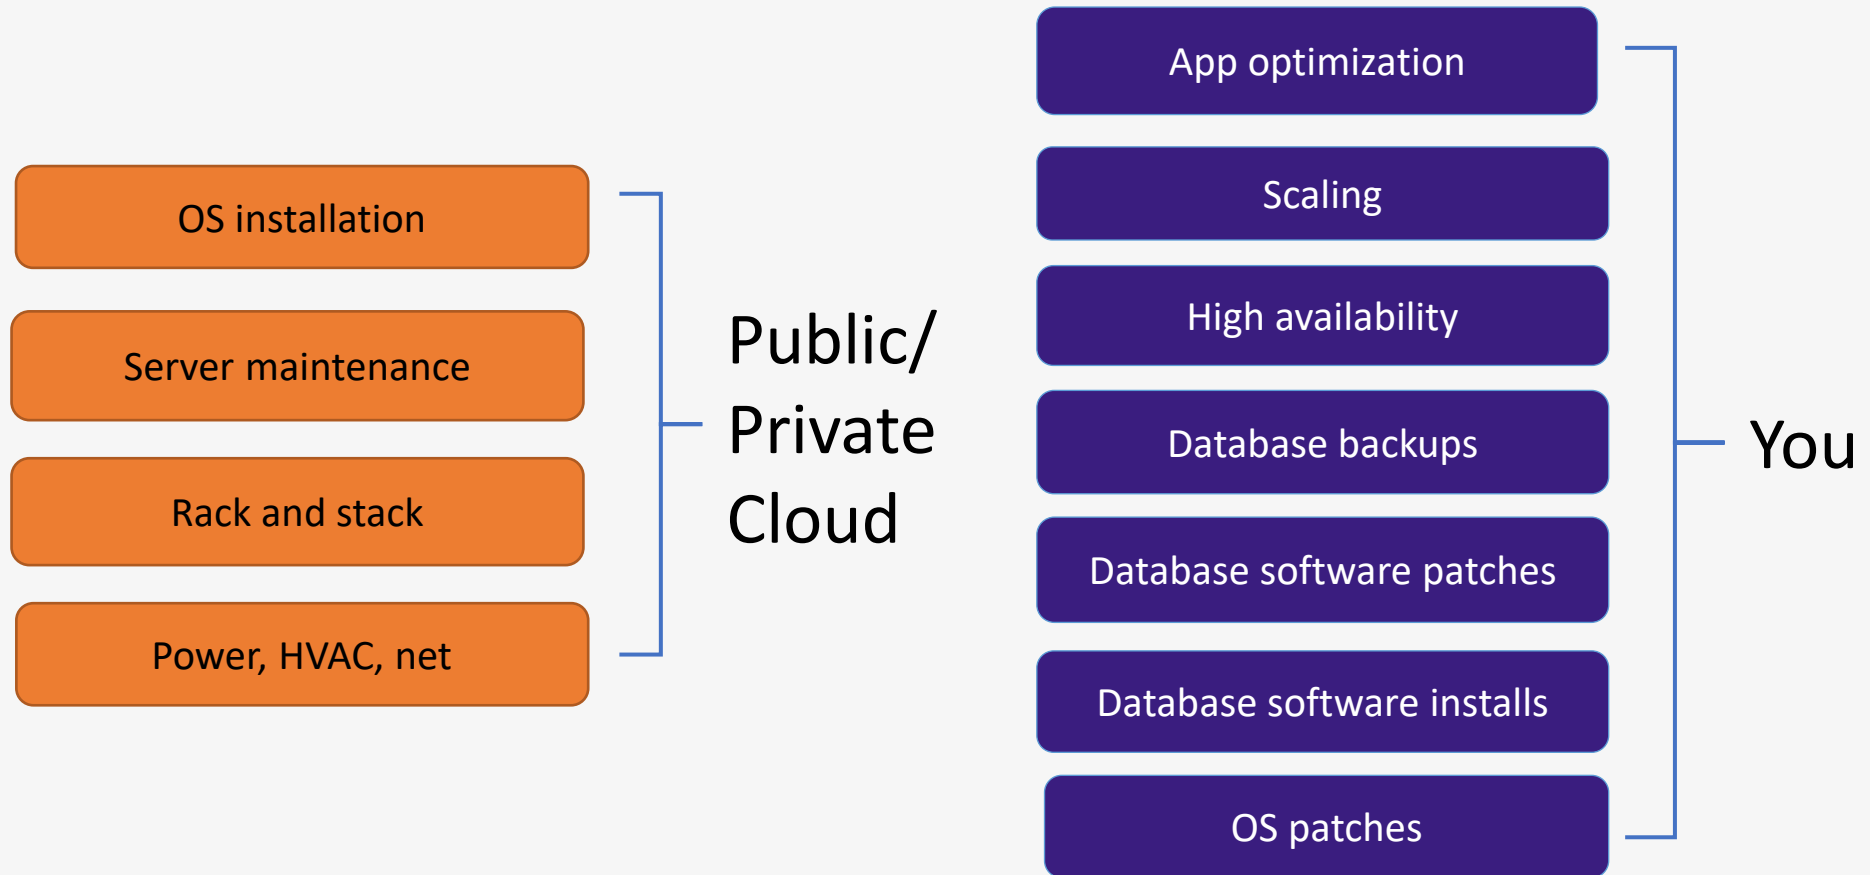 OS installation
Server maintenance
Rack and stack
Power, HVAC, net
Public/
Private
Cloud
App optimization
Scaling
High availability
Database backups
Database software patches
Database software installs
OS patches
You